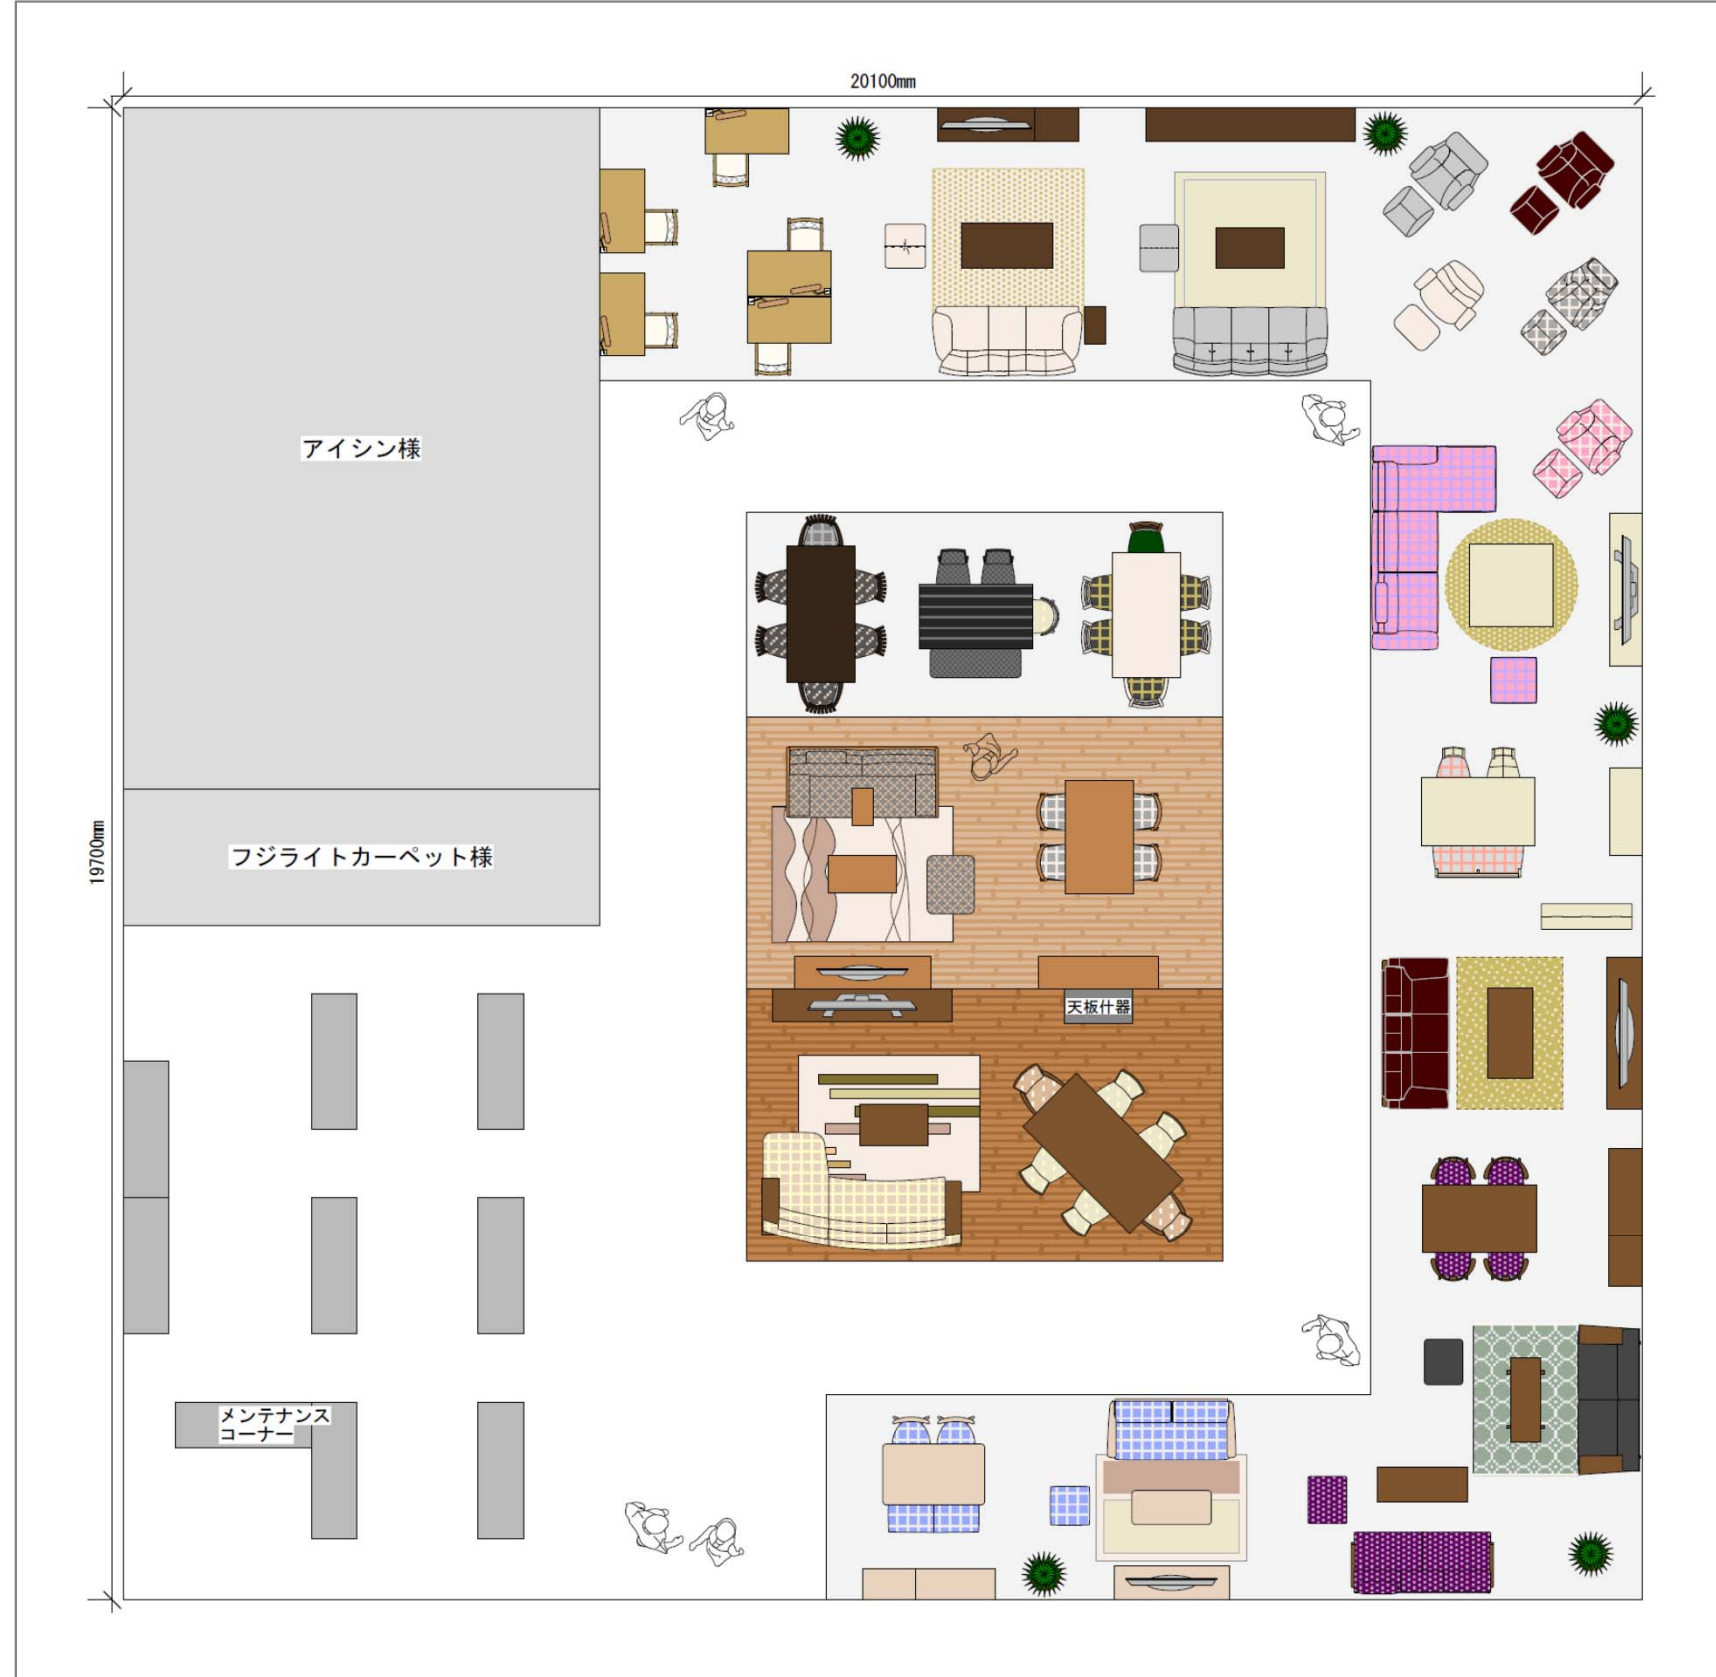 20100mm
アイシン様
19700mm
フジライトカーペット様
天板什器
メンテナンス
コーナー